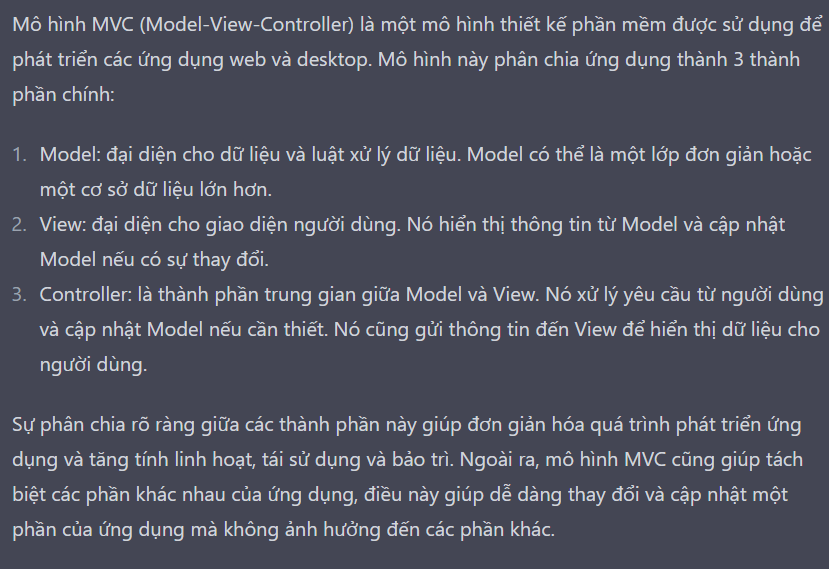 Mô hình MVC (Model-View-Controller) là một mô hình thiết kế phần mềm được sử dụng để
phát triển các ứng dụng web và desktop. Mô hình này phân chia ứng dụng thành 3 thành
phần chính:
1. Model: đại diện cho dữ liệu và luật xử lý dữ liệu. Model có thể là một lớp đơn giản hoặc
một cơ sở dữ liệu lớn hơn.
2. View: đại diện cho giao diện người dùng. Nó hiển thị thông tin từ Model và cập nhật
Model nếu có sự thay đổi.
3. Controller: là thành phần trung gian giữa Model và View. Nó xử lý yêu cầu từ người dùng
và cập nhật Model nếu cần thiết. Nó cũng gửi thông tin đến View để hiển thị dữ liệu cho
người dùng.
Sự phân chia rõ ràng giữa các thành phần này giúp đơn giản hóa quá trình phát triển ứng
dụng và tăng tính linh hoạt, tái sử dụng và bảo trì. Ngoài ra, mô hình MVC cũng giúp tách
biệt các phần khác nhau của ứng dụng, điều này giúp dễ dàng thay đổi và cập nhật một
phần của ứng dụng mà không ảnh hưởng đến các phần khác.